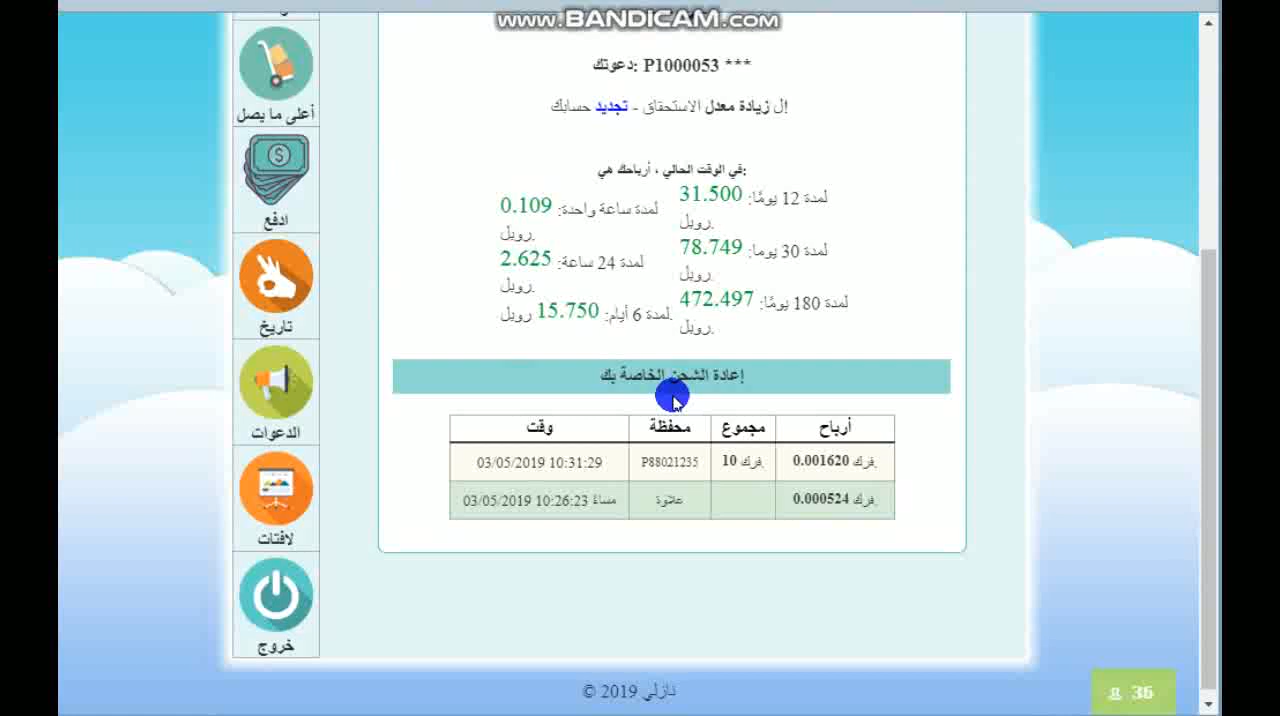 www.BANDICAM.com
دعوتك: P1000053 ***
إل زيادة معدل الاستحقاق - تجديد حسابك
في الوقت الحالي ، أرباحك هي:
لمدة 12 يومًا: 31.500 روبل.
لمدة ساعة واحدة: 0.109 روبل.
لمدة 30 يوما: 78.749 روبل.
لمدة 24 ساعة: 2.625 روبل.
لمدة 180 يومًا: 472.497 روبل.
لمدة 6 أيام: 15.750 روبل.
إعادة الشحن الخاصة بك
أرباح مجموع محفظة وقت
0.001620 فرك. 10 فرك. P88021235 03/05/2019 10:31:29
0.000524 فرك. علاوة 03/05/2019 10:26:23 مساءً
أعلى ما يصل
ادفع
تاريخ
الدعوات
لافتات
خروج
نازلي 2019 ©
36